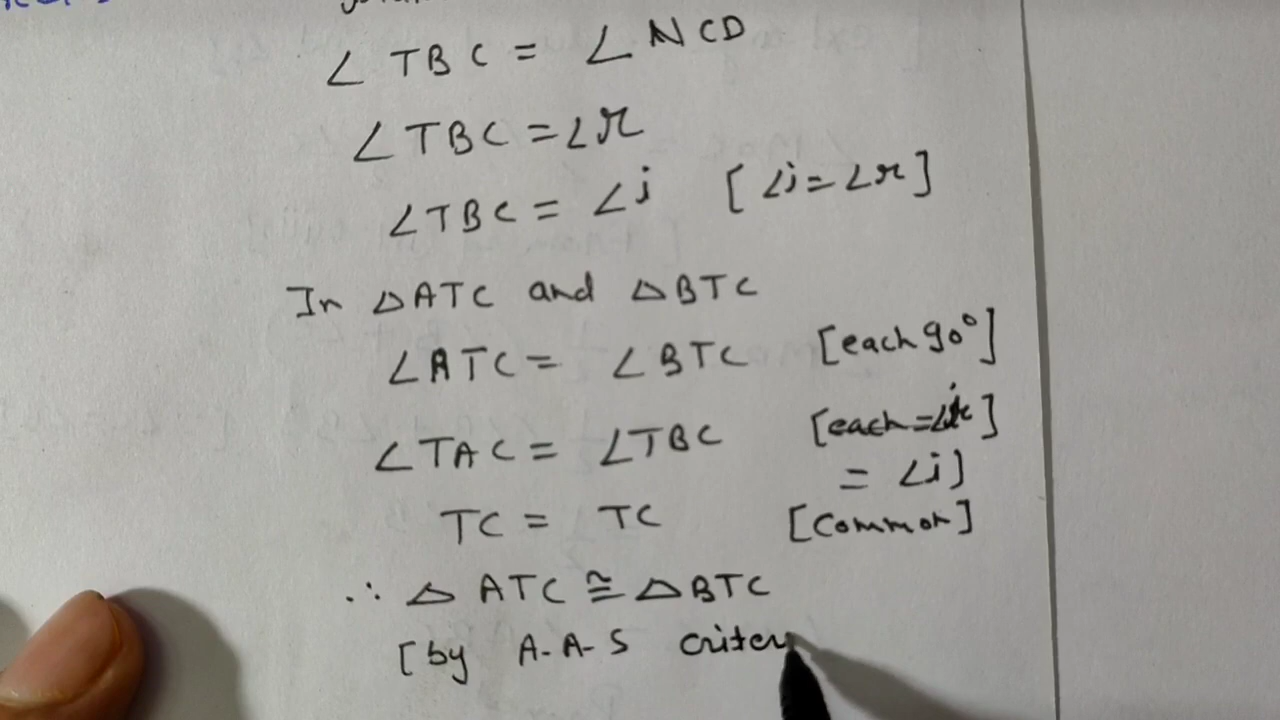 ∠TBC = ∠NCD
∠TBC = ∠r
∠TBC = ∠i [∠i = ∠r]
In △ATC and △BTC
∠ATC = ∠BTC [each 90°]
∠TAC = ∠TBC [each = ∠i]
= ∠i]
TC = TC [Common]
∴ △ATC ≅ △BTC
[by A-A-S criter